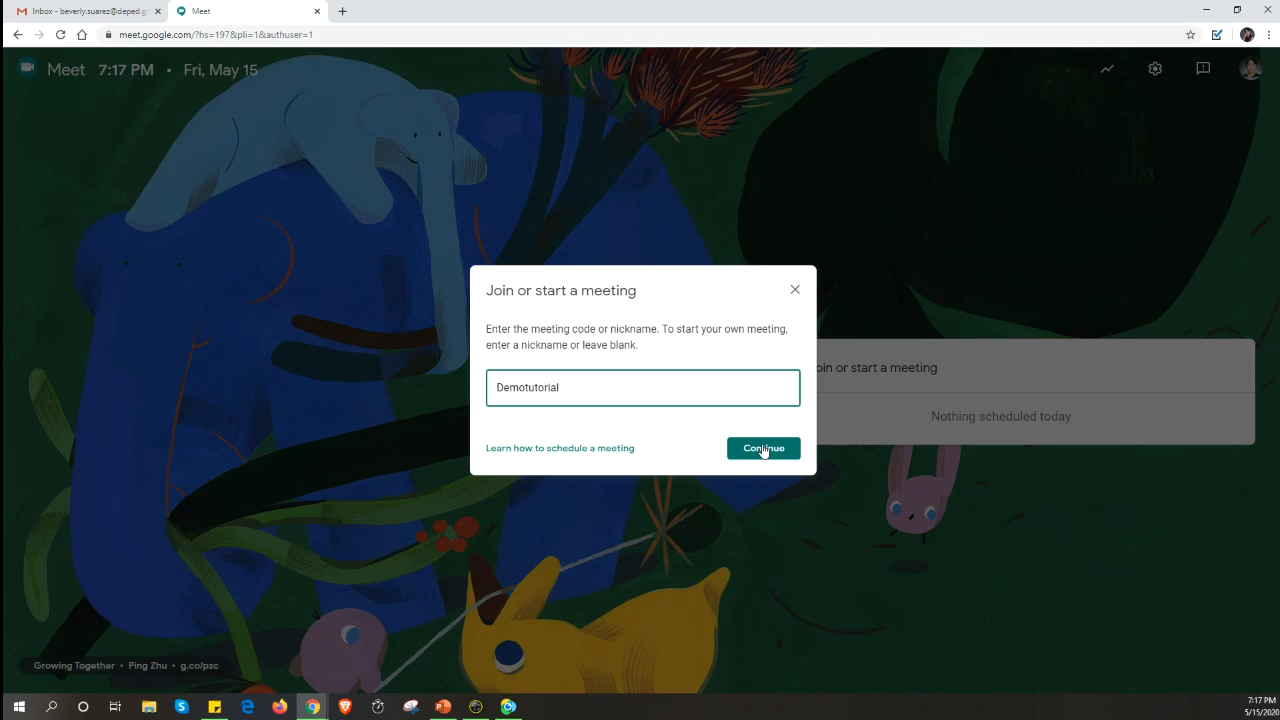 Inbox - beverly.suarez@deped.g
Meet
meet.google.com/?hs=197&pli=1&authuser=1
Meet 7:17 PM • Fri, May 15
Join or start a meeting
Enter the meeting code or nickname. To start your own meeting,
enter a nickname or leave blank.
Demotutorial
Learn how to schedule a meeting
Continue
oin or start a meeting
Nothing scheduled today
Growing Together • Ping Zhu • g.co/pzc
7:17 PM
5/15/2020